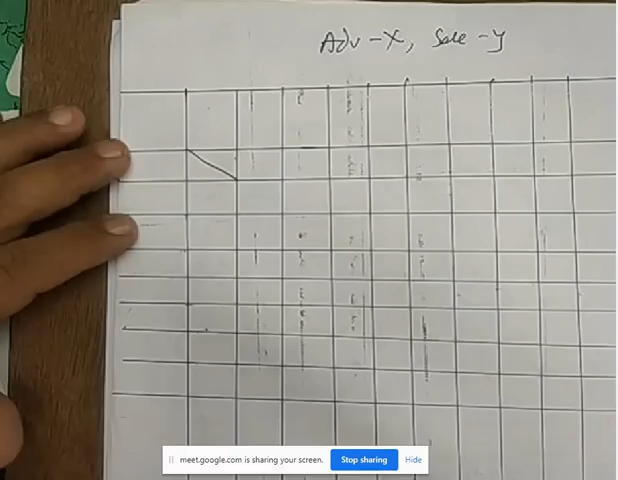 Adv - X, Sale - y
meet.google.com is sharing your screen. Stop sharing Hide